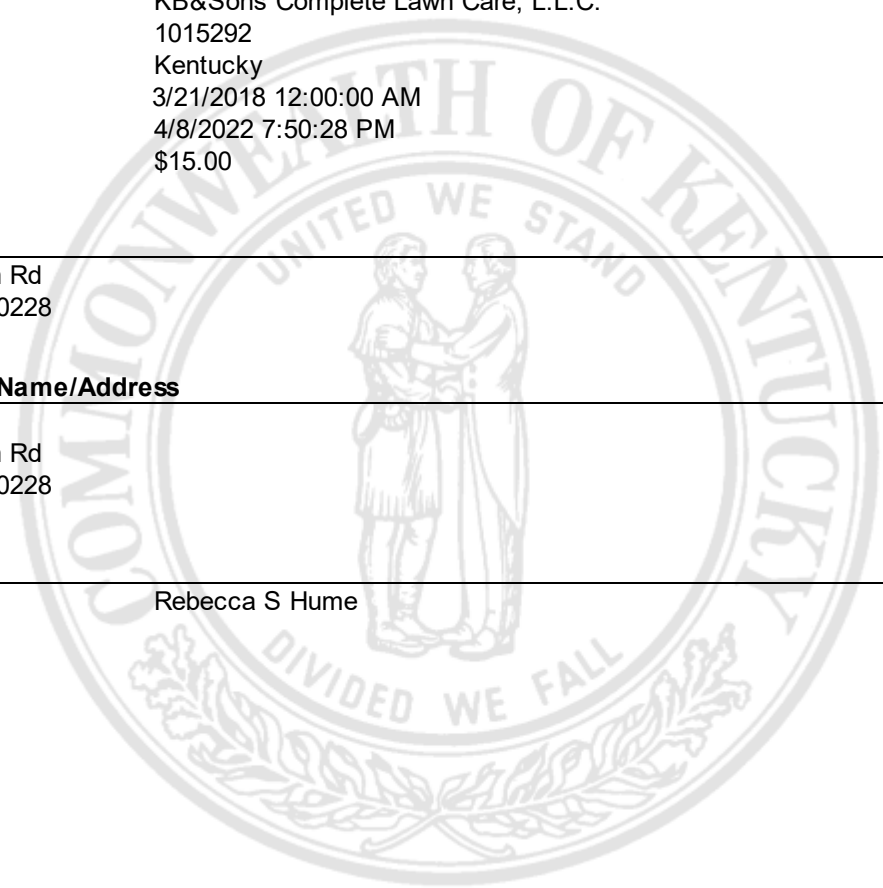 KB&Sons Complete Lawn Care, L.L.C.
1015292
Kentucky
3/21/2018 12:00:00 AM
4/8/2022 7:50:28 PM
$15.00
Rd
0228
Name/Address
Rd
0228
Rebecca S Hume
COMMONWEALTH OF KENTUCKY
UNITED WE STAND
DIVIDED WE FALL